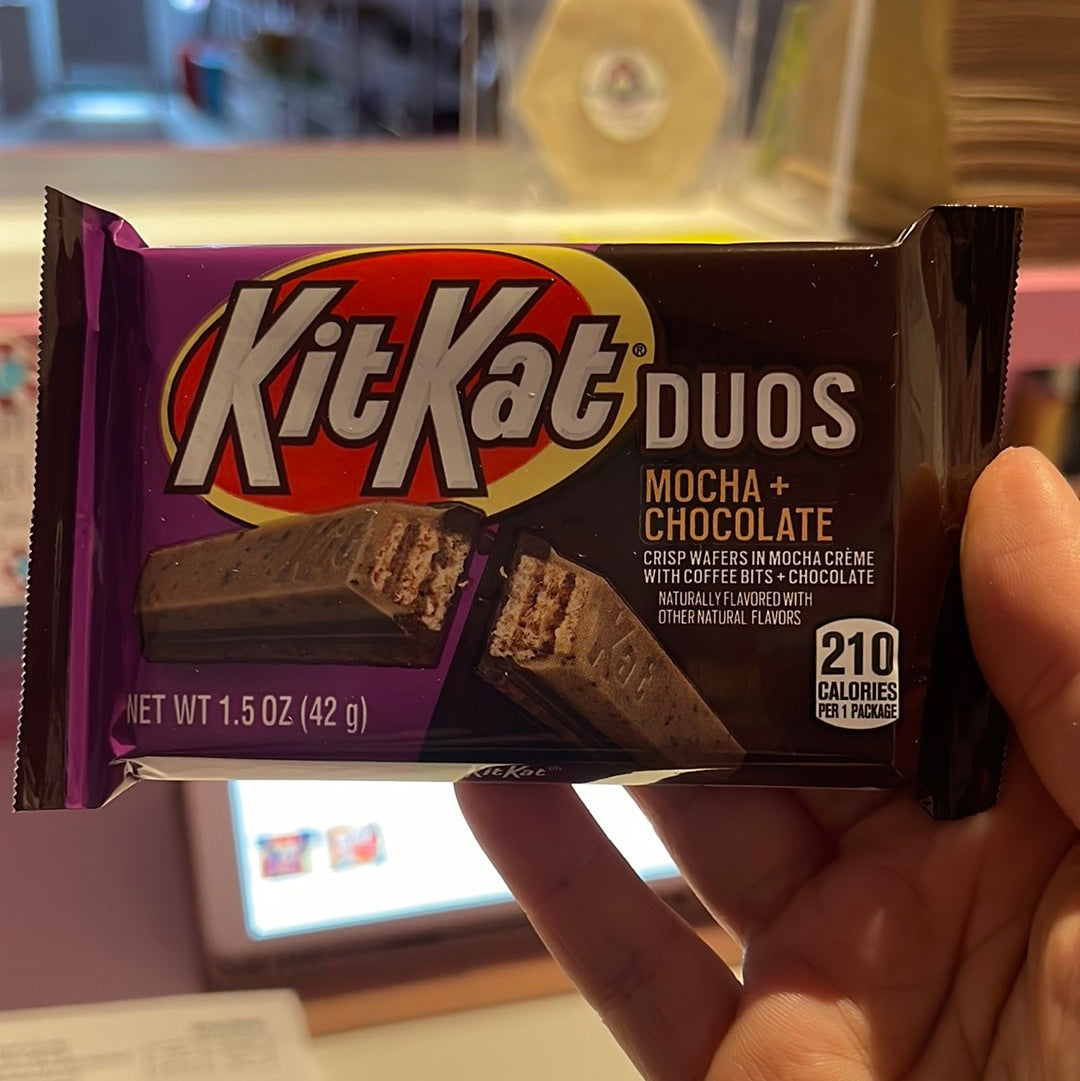 KitKat®
DUOS
MOCHA +
CHOCOLATE
CRISP WAFERS IN MOCHA CRÈME
WITH COFFEE BITS + CHOCOLATE
NATURALLY FLAVORED WITH
OTHER NATURAL FLAVORS
210
CALORIES
PER 1 PACKAGE
Kat
NET WT 1.5 OZ (42 g)
KitKat®